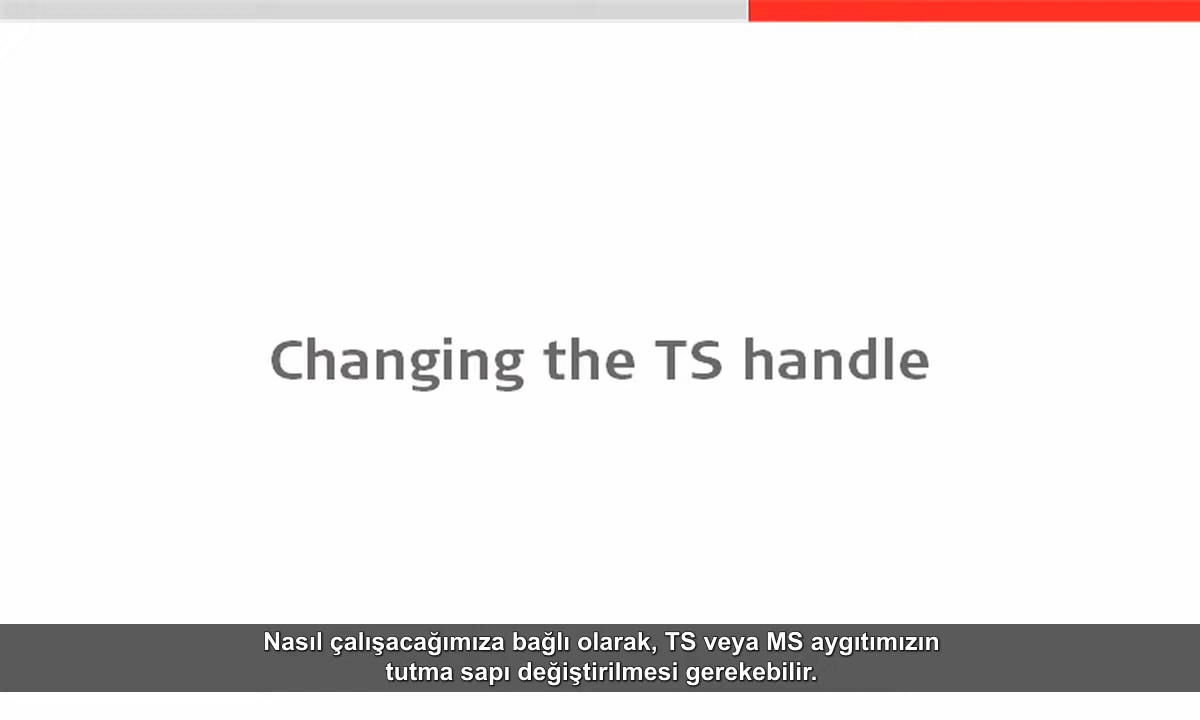 Changing the TS handle
Nasıl çalışacağımıza bağlı olarak, TS veya MS aygıtımızın
tutma sapı değiştirilmesi gerekebilir.